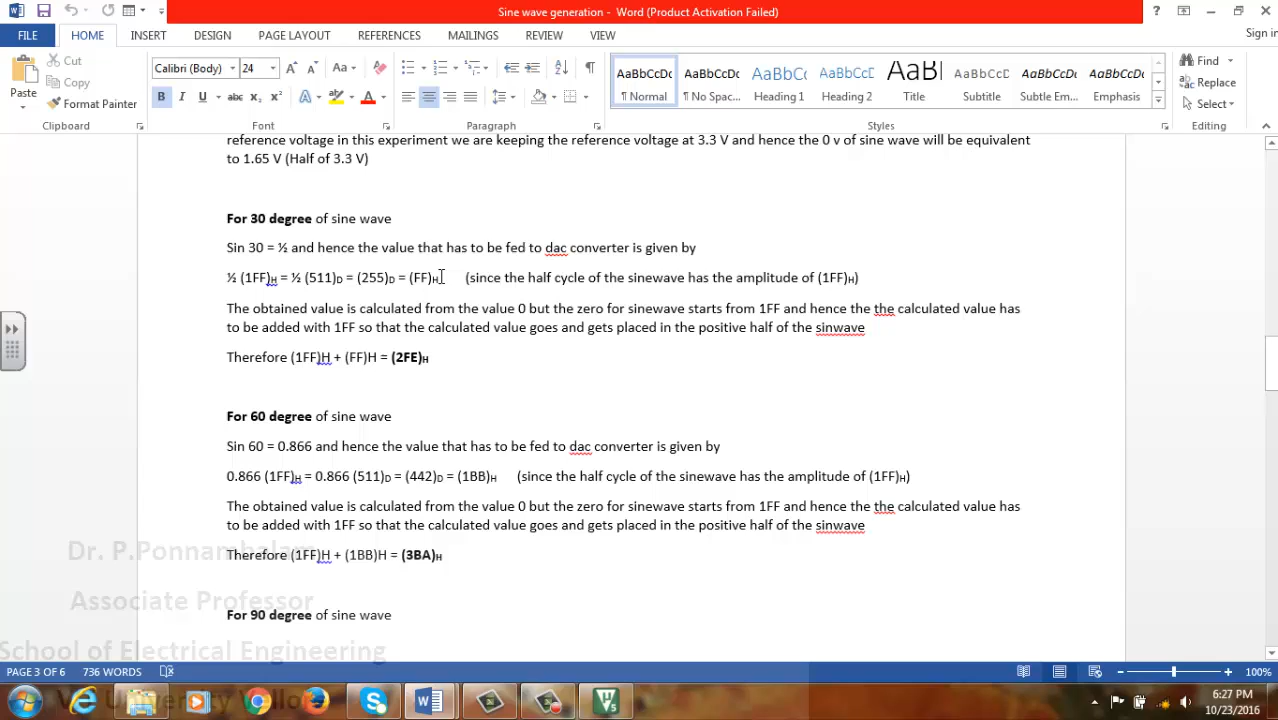 Sine wave generation - Word (Product Activation Failed)
FILE HOME INSERT DESIGN PAGE LAYOUT REFERENCES MAILINGS REVIEW VIEW Sign in
Paste
Cut
Copy
Format Painter
Clipboard
Calibri (Body) 24
Font
Paragraph
AaBbCcDc AaBbCcDc AaBbCc AaBbCcDc AaBl AaBbCcDc AaBbCcDc AaBbCcDc
¶ Normal ¶ No Spac... Heading 1 Heading 2 Title Subtitle Subtle Em... Emphasis
Styles
Find
Replace
Select
Editing
reference voltage in this experiment we are keeping the reference voltage at 3.3 V and hence the 0 v of sine wave will be equivalent
to 1.65 V (Half of 3.3 V)
For 30 degree of sine wave
Sin 30 = ½ and hence the value that has to be fed to dac converter is given by
½ (1FF)H = ½ (511)D = (255)D = (FF)H (since the half cycle of the sinewave has the amplitude of (1FF)H)
The obtained value is calculated from the value 0 but the zero for sinewave starts from 1FF and hence the the calculated value has
to be added with 1FF so that the calculated value goes and gets placed in the positive half of the sinwave
Therefore (1FF)H + (FF)H = (2FE)H
For 60 degree of sine wave
Sin 60 = 0.866 and hence the value that has to be fed to dac converter is given by
0.866 (1FF)H = 0.866 (511)D = (442)D = (1BB)H (since the half cycle of the sinewave has the amplitude of (1FF)H)
The obtained value is calculated from the value 0 but the zero for sinewave starts from 1FF and hence the the calculated value has
to be added with 1FF so that the calculated value goes and gets placed in the positive half of the sinwave
Dr. P.Ponnambalam
Therefore (1FF)H + (1BB)H = (3BA)H
Associate Professor
For 90 degree of sine wave
School of Electrical Engineering
PAGE 3 OF 6 736 WORDS 100%
University Vellore
6:27 PM
10/23/2016